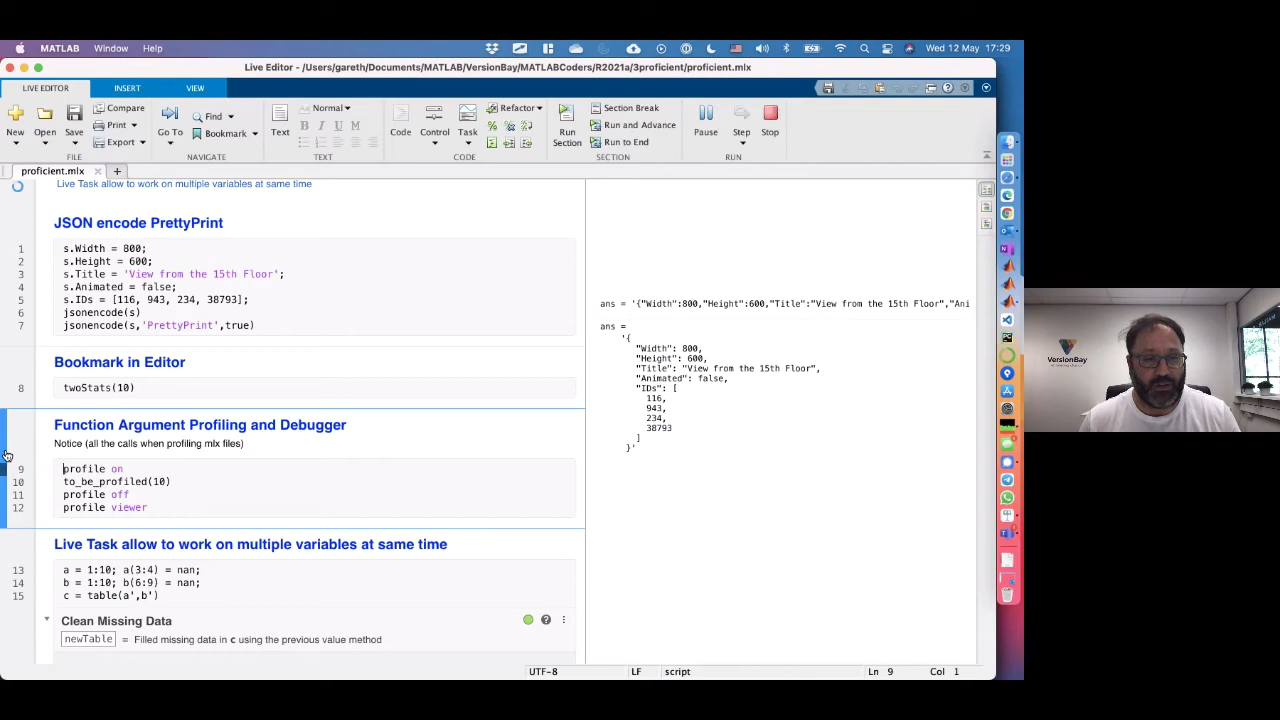 MATLAB Window Help
Wed 12 May 17:29
Live Editor - /Users/gareth/Documents/MATLAB/VersionBay/MATLABCoders/R2021a/3proficient/proficient.mlx
LIVE EDITOR INSERT VIEW
New Open Save
Compare
Print
Export
FILE
Go To
Find
Bookmark
NAVIGATE
Text
Normal
B I U M
TEXT
Code Control Task
Refactor
CODE
Run Section
Section Break
Run and Advance
Run to End
SECTION
Pause Step Stop
RUN
proficient.mlx
Live Task allow to work on multiple variables at same time
JSON encode PrettyPrint
1 s.Width = 800;
2 s.Height = 600;
3 s.Title = 'View from the 15th Floor';
4 s.Animated = false;
5 s.IDs = [116, 943, 234, 38793];
6 jsonencode(s)
7 jsonencode(s,'PrettyPrint',true)
Bookmark in Editor
8 twoStats(10)
Function Argument Profiling and Debugger
Notice (all the calls when profiling mlx files)
9 profile on
10 to_be_profiled(10)
11 profile off
12 profile viewer
Live Task allow to work on multiple variables at same time
13 a = 1:10; a(3:4) = nan;
14 b = 1:10; b(6:9) = nan;
15 c = table(a',b')
Clean Missing Data
newTable = Filled missing data in c using the previous value method
ans = '{"Width":800,"Height":600,"Title":"View from the 15th Floor","Ani
ans =
'{
"Width": 800,
"Height": 600,
"Title": "View from the 15th Floor",
"Animated": false,
"IDs": [
116,
943,
234,
38793
]
}'
UTF-8 LF script Ln 9 Col 1
VersionBay